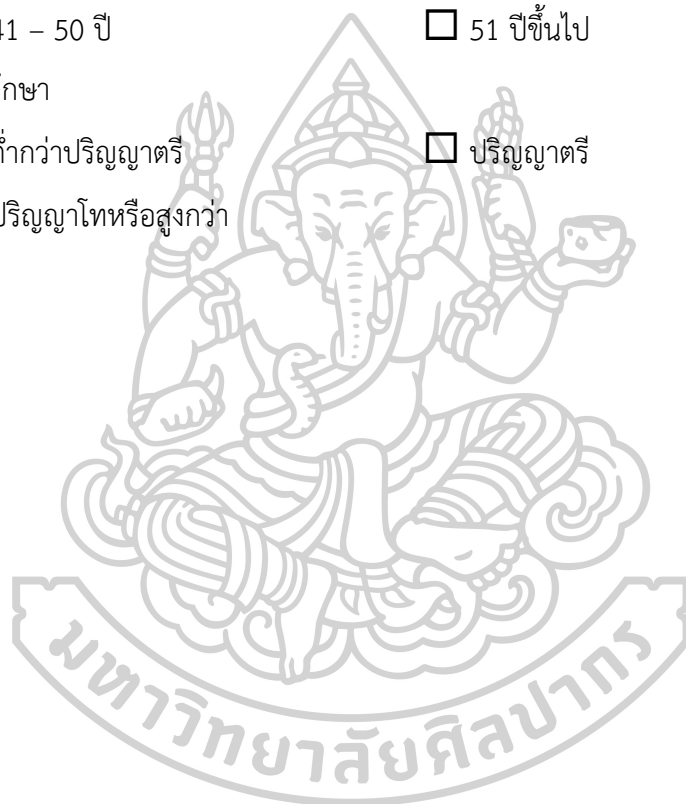 41 – 50 ปี ☐ 51 ปีขึ้นไป
ต่ำกว่าปริญญาตรี ☐ ปริญญาตรี
ปริญญาโทหรือสูงกว่า
มหาวิทยาลัยศิลปากร